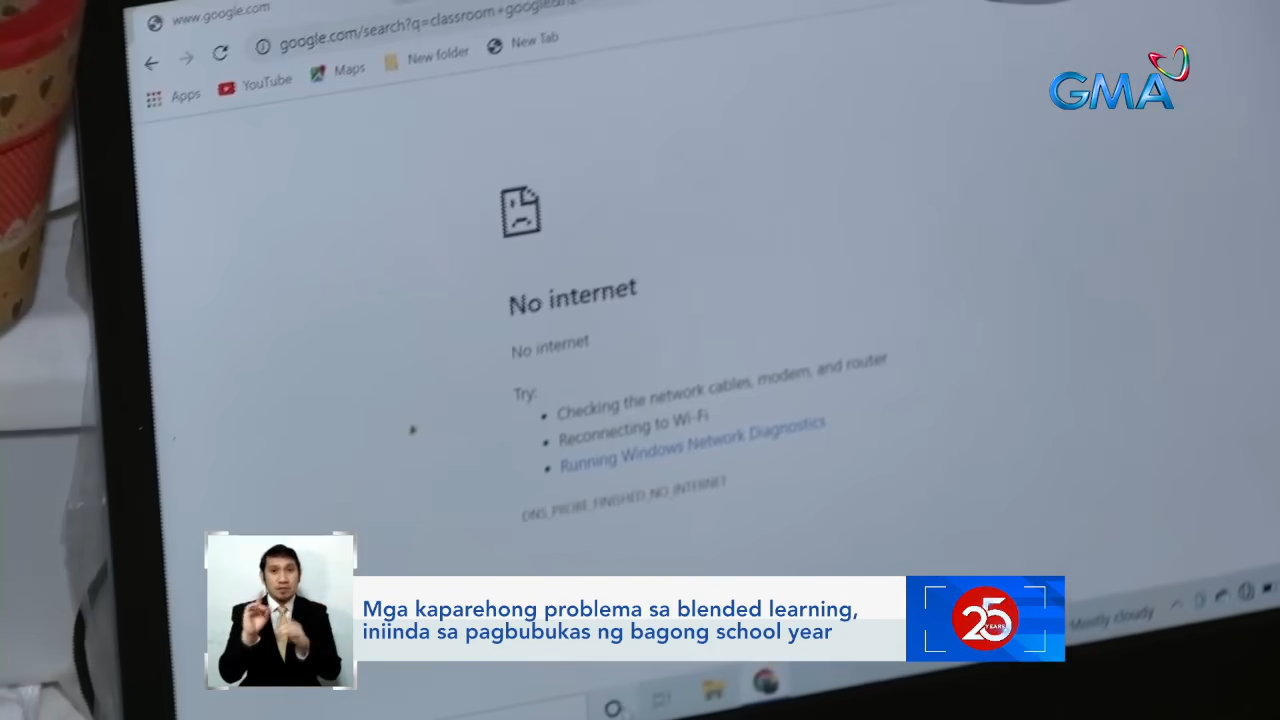 www.google.com
google.com/search?q=classroom+google
Apps
YouTube
Maps
New folder
New Tab
GMA
No internet
No internet
Try:
Checking the network cables, modem, and router
Reconnecting to Wi-Fi
Running Windows Network Diagnostics
DNS_PROBE_FINISHED_NO_INTERNET
Mga kaparehong problema sa blended learning,
iniinda sa pagbubukas ng bagong school year
25
YEARS
Mostly cloudy